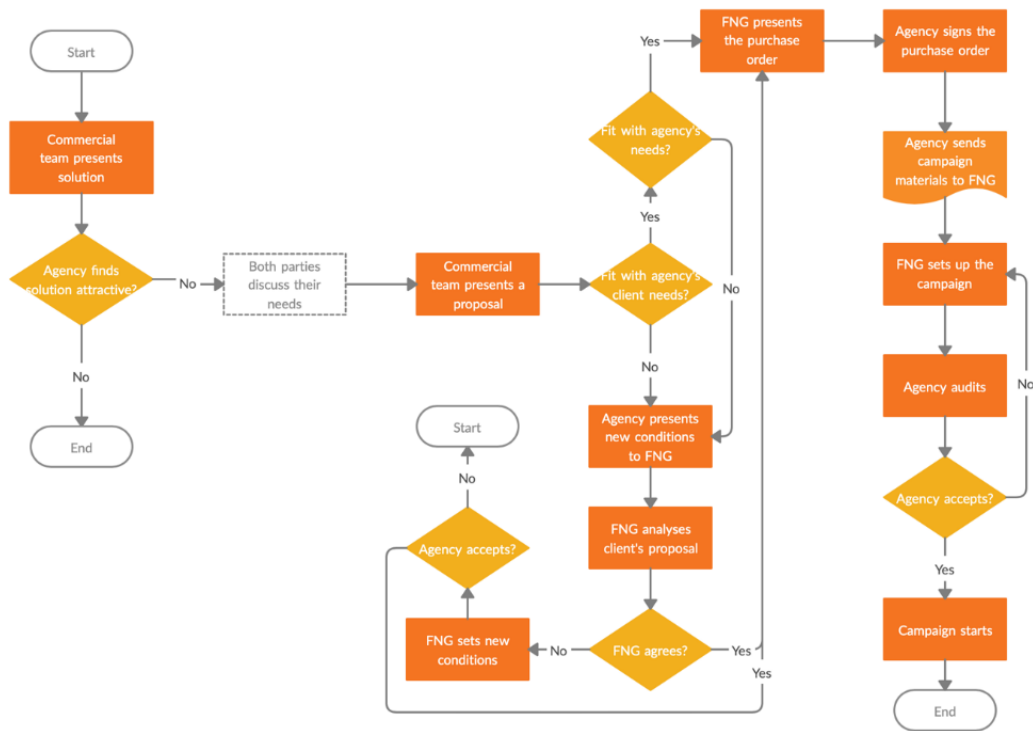 Start
Commercial
team presents
solution
Agency finds
solution attractive?
No
No
End
Both parties
discuss their
needs
Commercial
team presents a
proposal
Fit with agency's
client needs?
Yes
Fit with agency's
needs?
Yes
No
No
FNG presents
the purchase
order
Agency signs the
purchase order
Agency sends
campaign
materials to FNG
FNG sets up the
campaign
Agency audits
No
Agency accepts?
Yes
Campaign starts
End
Agency presents
new conditions
to FNG
FNG analyses
client's proposal
FNG agrees?
Yes
No
FNG sets new
conditions
Agency accepts?
No
Start
Yes